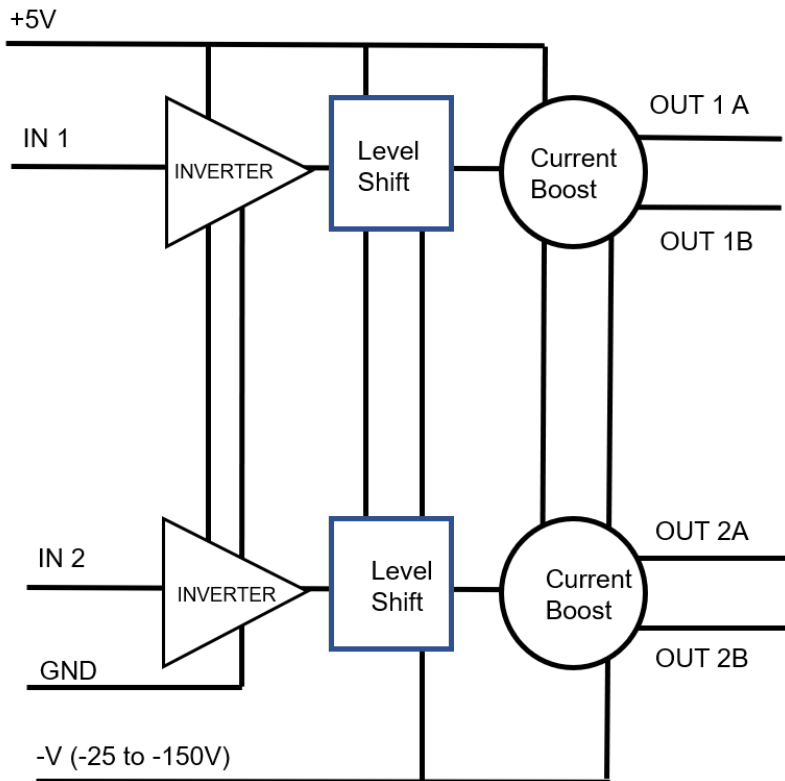 +5V
OUT 1 A
IN 1
INVERTER
Level
Shift
Current
Boost
OUT 1B
OUT 2A
IN 2
INVERTER
Level
Shift
Current
Boost
OUT 2B
GND
-V (-25 to -150V)